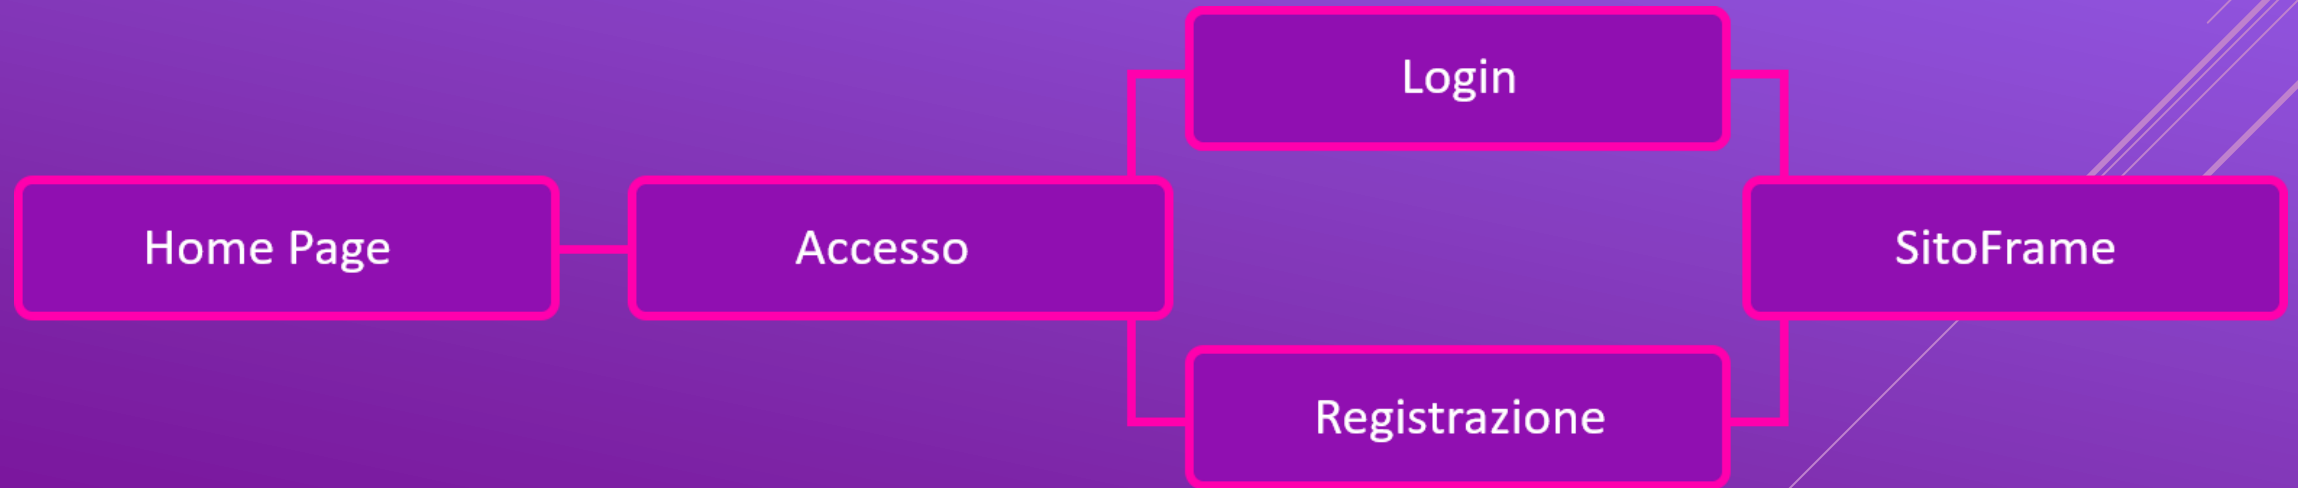 Home Page
Accesso
Login
Registrazione
SitoFrame